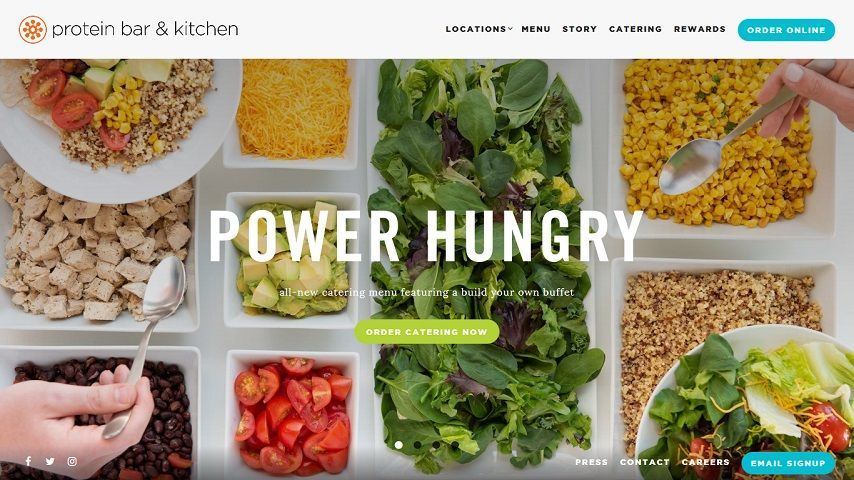 protein bar & kitchen
LOCATIONS MENU STORY CATERING REWARDS ORDER ONLINE
POWER HUNGRY
all-new catering menu featuring a build your own buffet
ORDER CATERING NOW
PRESS CONTACT CAREERS EMAIL SIGNUP